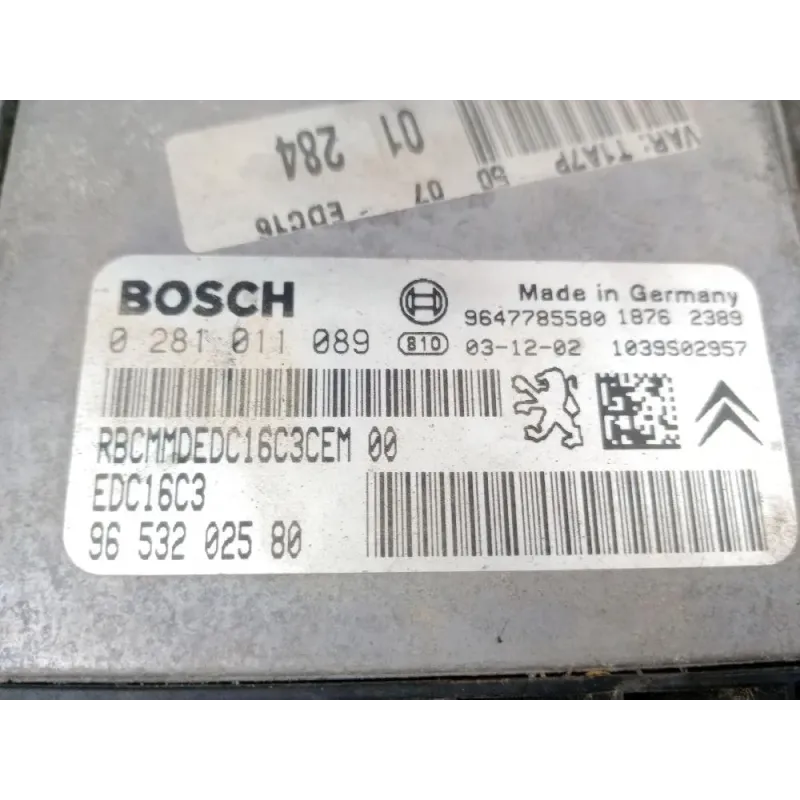 VAR: T1A7P
01 284
50 07 - EDC16
BOSCH
Made in Germany
0 281 011 089
9647785580 1876 2389
810 03-12-02 1039S02957
RBCMMDEDC16C3CEM 00
EDC16C3
96 532 025 80